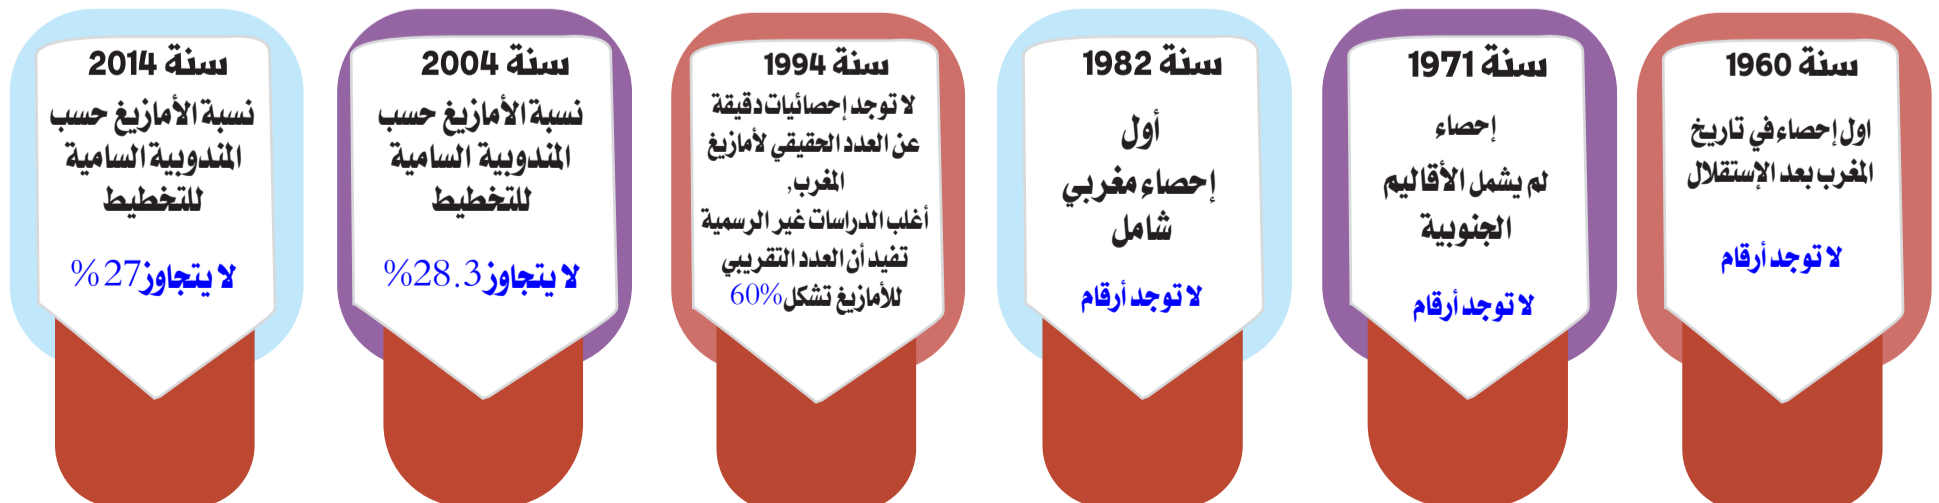 سنة 1960
اول إحصاء في تاريخ
المغرب بعد الإستقلال
لا توجد أرقام
سنة 1971
إحصاء
لم يشمل الأقاليم
الجنوبية
لا توجد أرقام
سنة 1982
أول
إحصاء مغربي
شامل
لا توجد أرقام
سنة 1994
لا توجد إحصائيات دقيقة
عن العدد الحقيقي لأمازيغ
المغرب,
أغلب الدراسات غير الرسمية
تفيد أن العدد التقريبي
للأمازيغ تشكل 60%
سنة 2004
نسبة الأمازيغ حسب
المندوبية السامية
للتخطيط
لا يتجاوز 28.3%
سنة 2014
نسبة الأمازيغ حسب
المندوبية السامية
للتخطيط
لا يتجاوز 27%